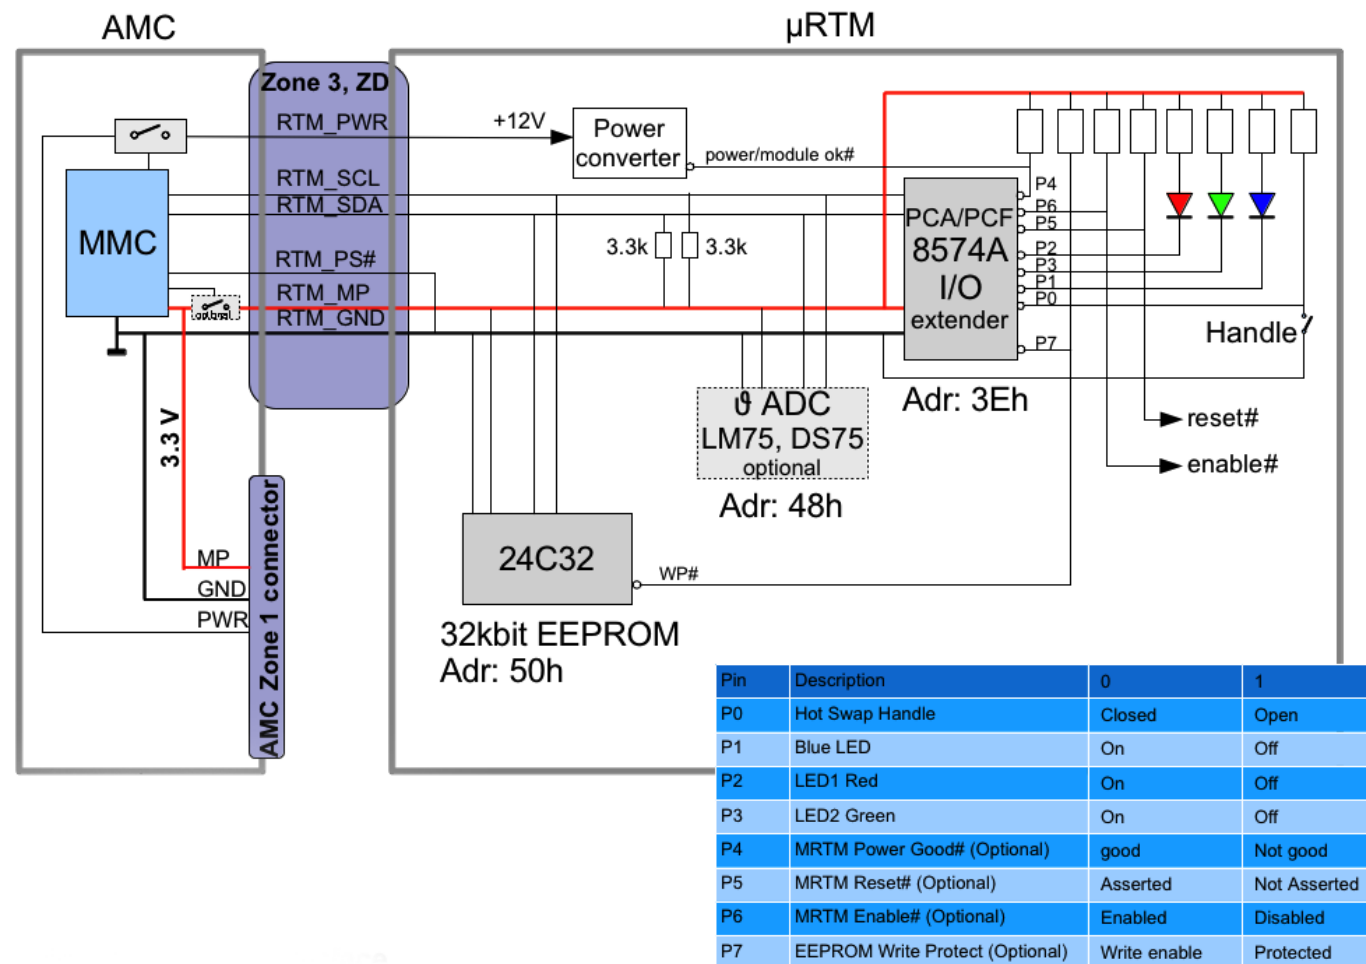 AMC
µRTM
Zone 3, ZD
RTM_PWR
+12V
Power
converter
power/module ok#
RTM_SCL
RTM_SDA
MMC
3.3k
3.3k
PCA/PCF
8574A
I/O
extender
P4
P6
P5
P2
P3
P1
P0
P7
RTM_PS#
RTM_MP
optional
RTM_GND
Handle
3.3 V
ϑ ADC
LM75, DS75
optional
Adr: 48h
Adr: 3Eh
reset#
enable#
AMC Zone 1 connector
MP
GND
PWR
24C32
WP#
32kbit EEPROM
Adr: 50h
Pin Description 0 1
P0 Hot Swap Handle Closed Open
P1 Blue LED On Off
P2 LED1 Red On Off
P3 LED2 Green On Off
P4 MRTM Power Good# (Optional) good Not good
P5 MRTM Reset# (Optional) Asserted Not Asserted
P6 MRTM Enable# (Optional) Enabled Disabled
P7 EEPROM Write Protect (Optional) Write enable Protected